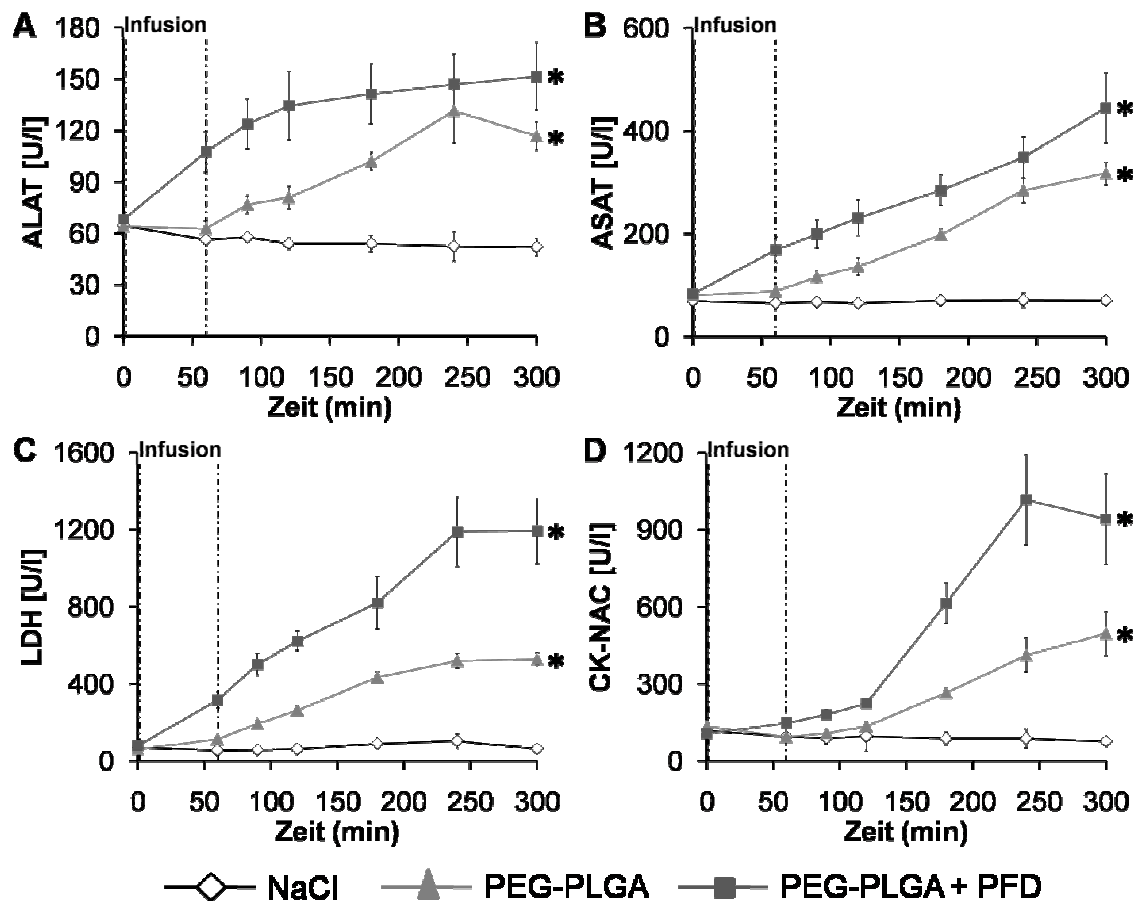 A
Infusion
180
150
120
90
60
30
0
ALAT [U/l]
*
*
0 50 100 150 200 250 300
Zeit (min)
B
Infusion
600
400
200
0
ASAT [U/l]
*
*
0 50 100 150 200 250 300
Zeit (min)
C
Infusion
1600
1200
800
400
0
LDH [U/l]
*
*
0 50 100 150 200 250 300
Zeit (min)
D
Infusion
1200
900
600
300
0
CK-NAC [U/l]
*
*
0 50 100 150 200 250 300
Zeit (min)
NaCl PEG-PLGA PEG-PLGA + PFD